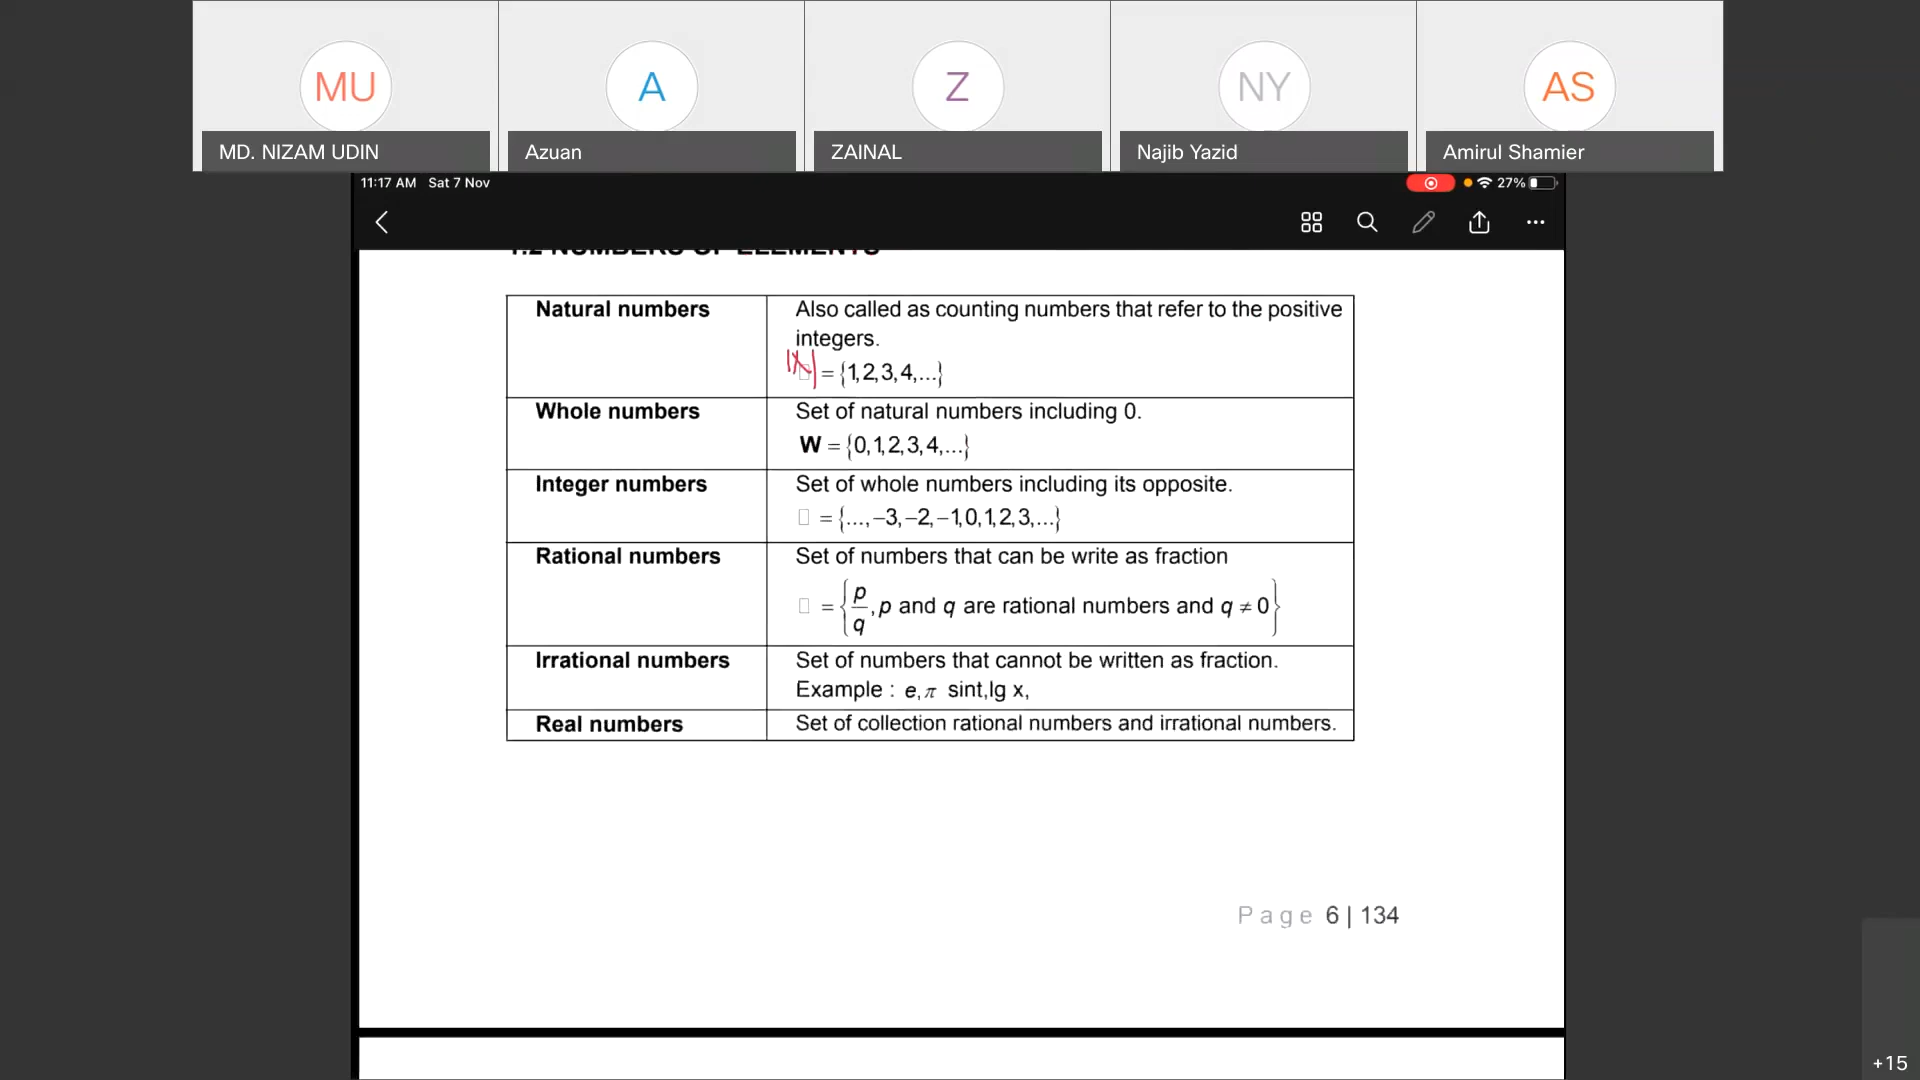 MU
A
Z
NY
AS
MD. NIZAM UDIN
Azuan
ZAINAL
Najib Yazid
Amirul Shamier
11:17 AM Sat 7 Nov
27%
1.2 NUMBERS OF ELEMENTS
Natural numbers
Also called as counting numbers that refer to the positive
integers.
ℕ = {1,2,3,4,...}
Whole numbers
Set of natural numbers including 0.
W = {0,1,2,3,4,...}
Integer numbers
Set of whole numbers including its opposite.
□ = {...,−3,−2,−1,0,1,2,3,...}
Rational numbers
Set of numbers that can be write as fraction
□ = {p/q, p and q are rational numbers and q ≠ 0}
Irrational numbers
Set of numbers that cannot be written as fraction.
Example : e, π sint,lg x,
Real numbers
Set of collection rational numbers and irrational numbers.
Page 6 | 134
+15